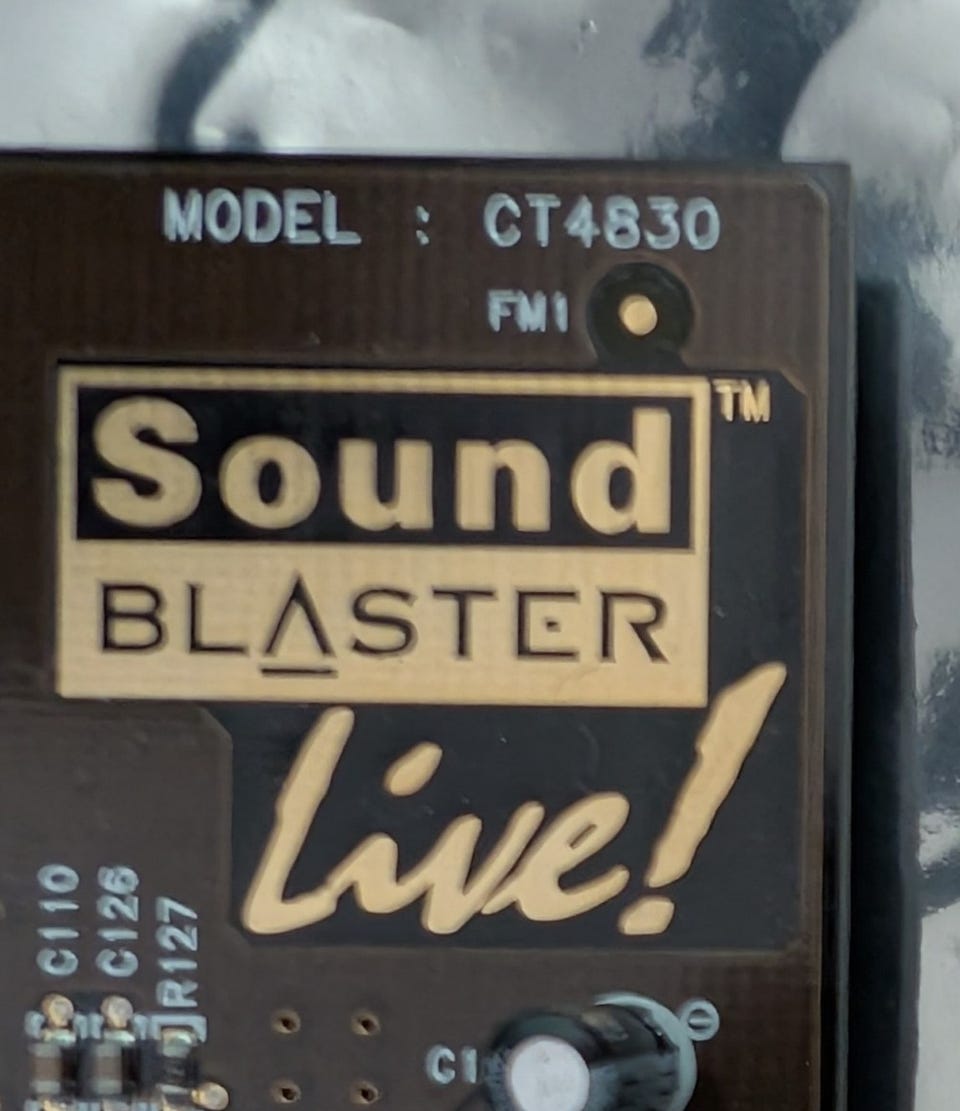 MODEL : CT4830
FM1
Sound TM
BLASTER
Live!
C110
C126
R127